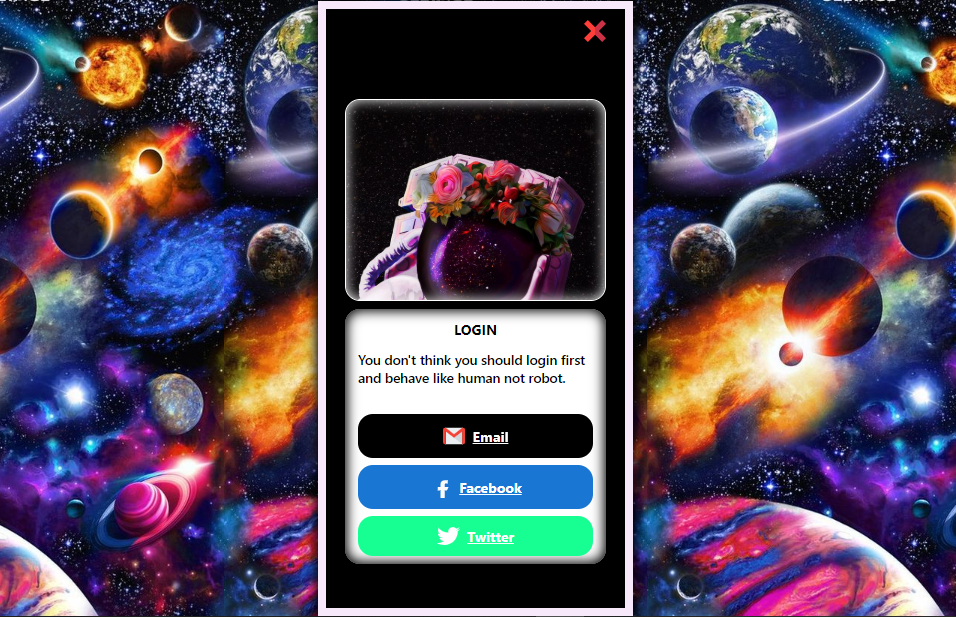 LOGIN
You don't think you should login first
and behave like human not robot.
Email
Facebook
Twitter